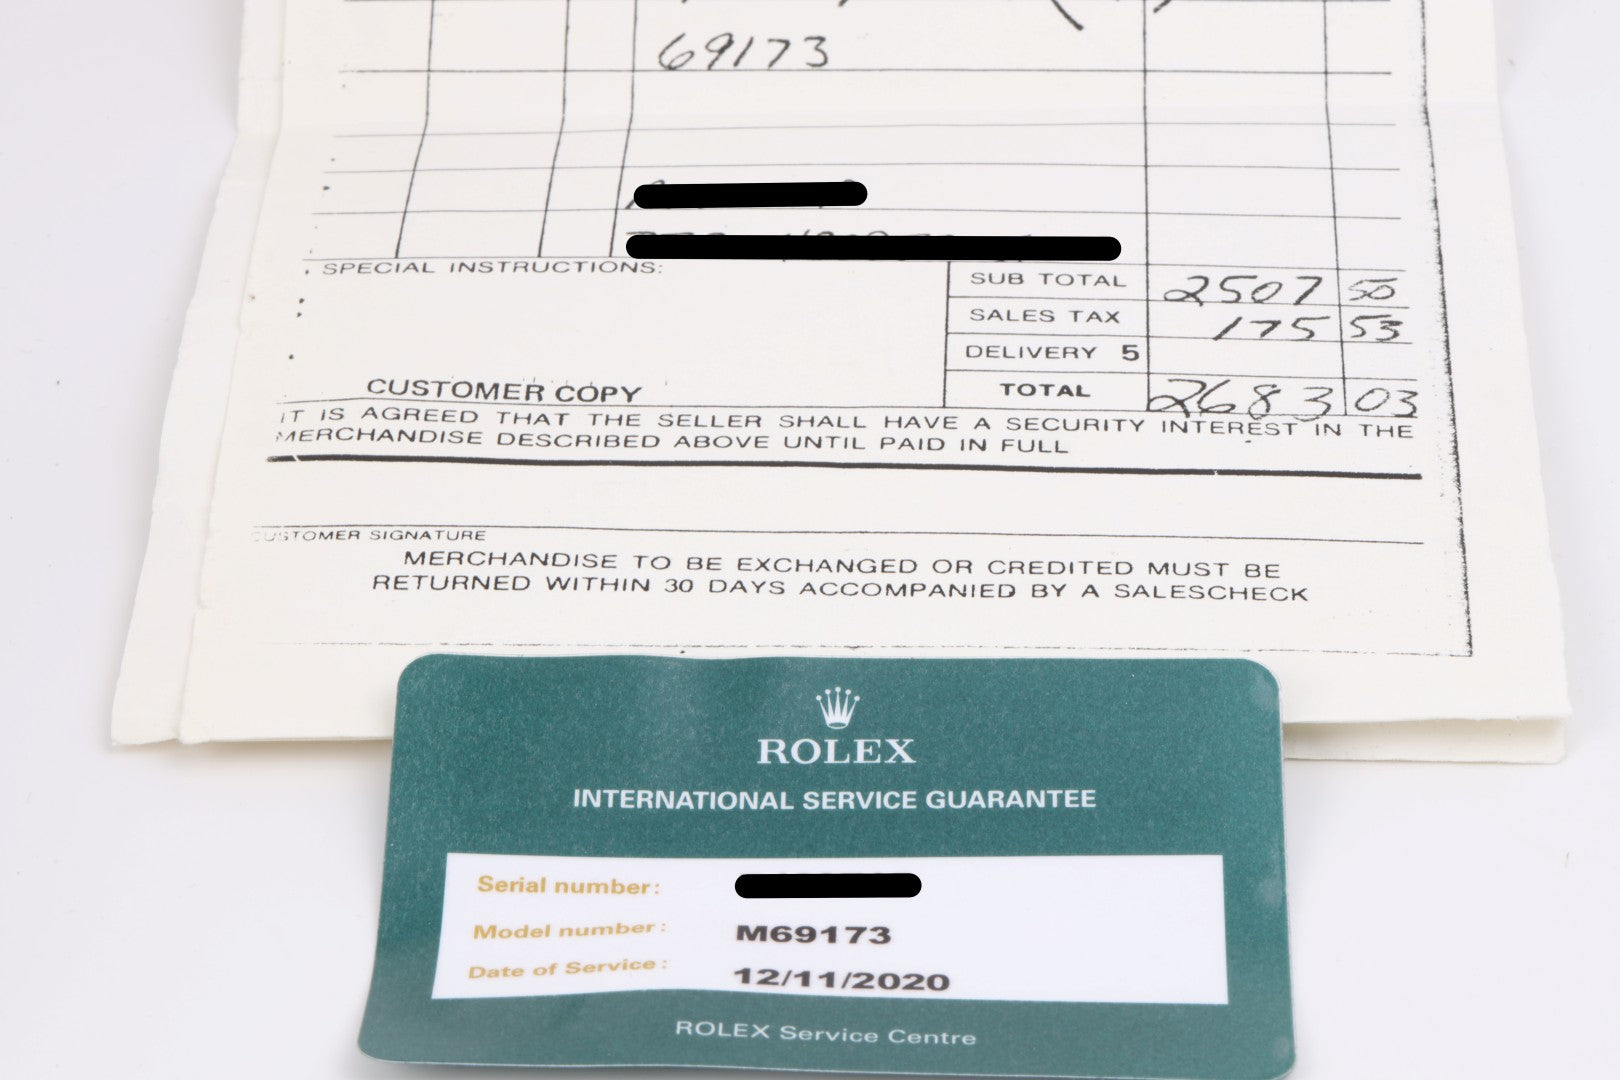 69173
SPECIAL INSTRUCTIONS:
SUB TOTAL 2507 50
SALES TAX 175 53
DELIVERY 5
CUSTOMER COPY
TOTAL 2683 03
IT IS AGREED THAT THE SELLER SHALL HAVE A SECURITY INTEREST IN THE
MERCHANDISE DESCRIBED ABOVE UNTIL PAID IN FULL
CUSTOMER SIGNATURE
MERCHANDISE TO BE EXCHANGED OR CREDITED MUST BE
RETURNED WITHIN 30 DAYS ACCOMPANIED BY A SALESCHECK
ROLEX
INTERNATIONAL SERVICE GUARANTEE
Serial number:
Model number: M69173
Date of Service: 12/11/2020
ROLEX Service Centre